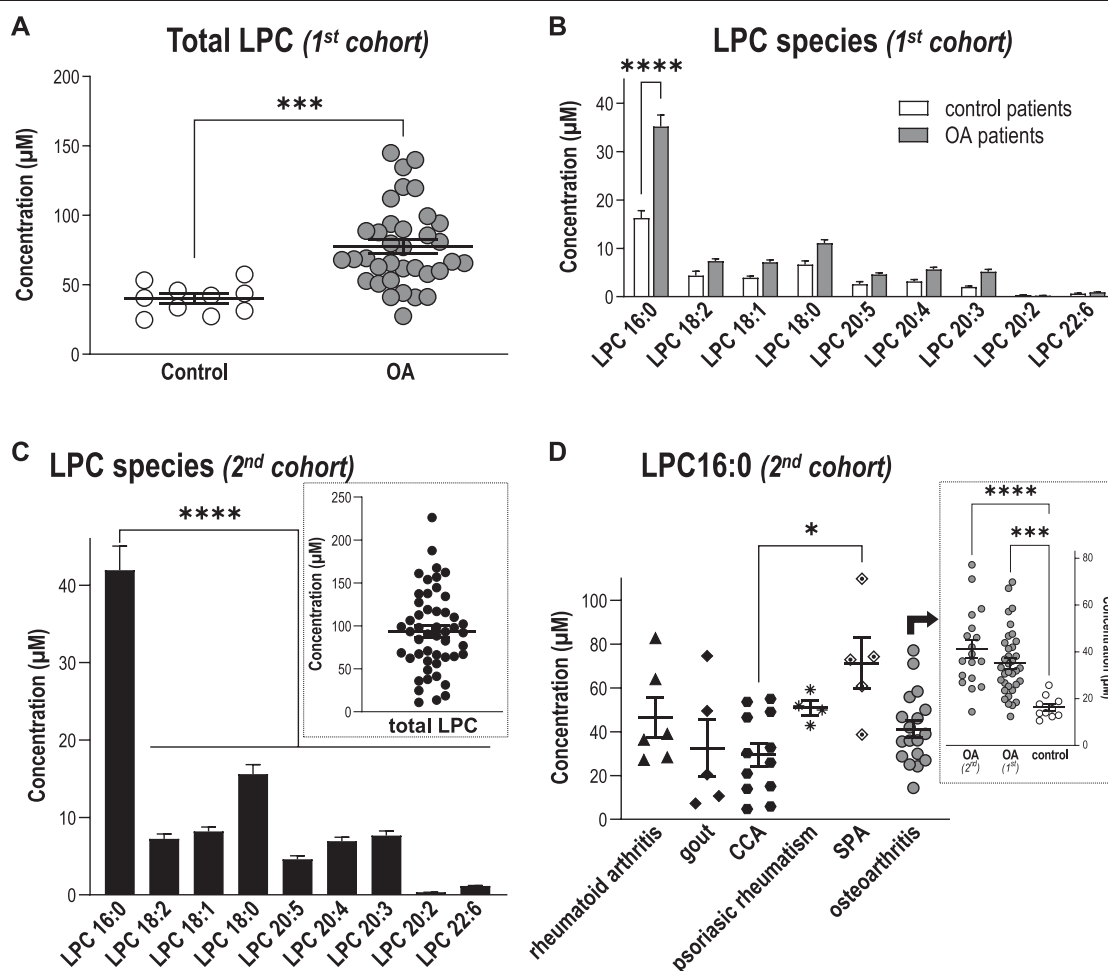 A
Total LPC (1st cohort)
Concentration (µM)
200
150
100
50
0
***
Control
OA
B
LPC species (1st cohort)
****
Concentration (µM)
40
30
20
10
0
control patients
OA patients
LPC 16:0
LPC 18:2
LPC 18:1
LPC 18:0
LPC 20:5
LPC 20:4
LPC 20:3
LPC 20:2
LPC 22:6
C
LPC species (2nd cohort)
****
Concentration (µM)
40
30
20
10
0
LPC 16:0
LPC 18:2
LPC 18:1
LPC 18:0
LPC 20:5
LPC 20:4
LPC 20:3
LPC 20:2
LPC 22:6
Concentration (µM)
250
200
150
100
50
0
total LPC
D
LPC16:0 (2nd cohort)
*
Concentration (µM)
100
80
60
40
20
0
rheumatoid arthritis
gout
CCA
psoriasic rheumatism
SPA
osteoarthritis
****
***
80
60
40
20
0
Concentration (µM)
OA
(2nd)
OA
(1st)
control